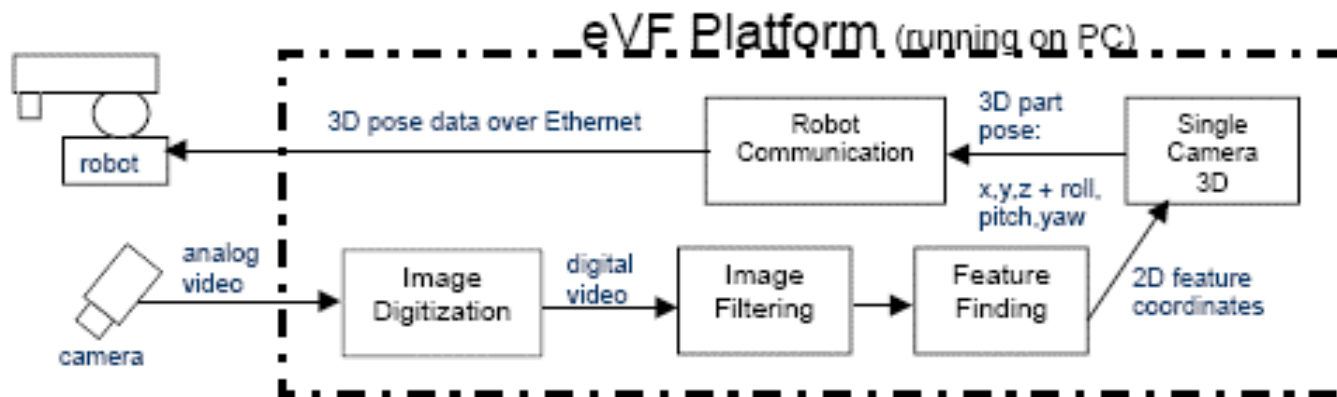 eVF Platform (running on PC)
3D pose data over Ethernet
Robot
Communication
3D part
pose:
x,y,z + roll,
pitch,yaw
Single
Camera
3D
robot
analog
video
camera
Image
Digitization
digital
video
Image
Filtering
Feature
Finding
2D feature
coordinates